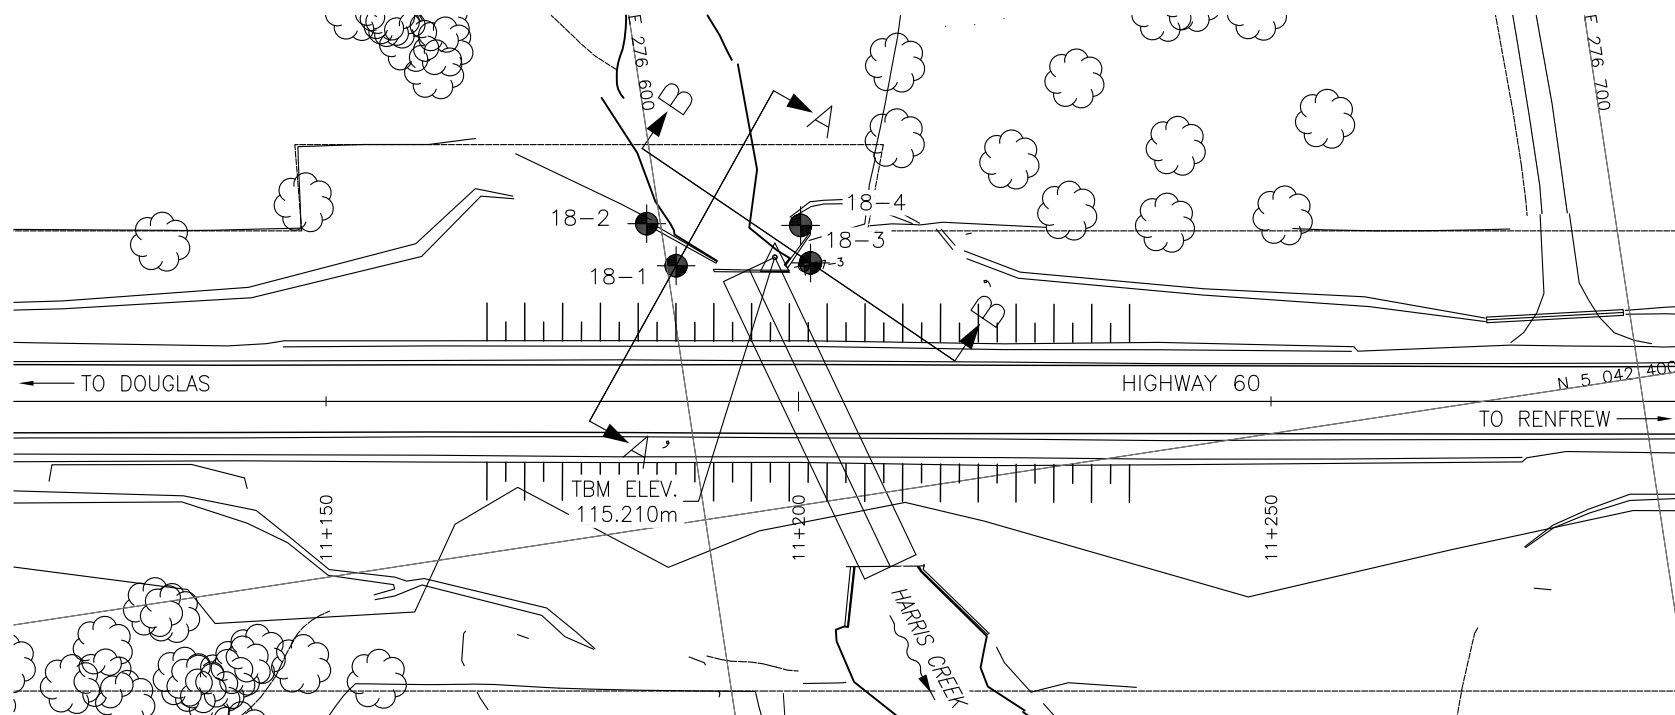 E 276 600
E 276 700
B
A
18-4
18-2
18-3
18-1
B'
TO DOUGLAS
HIGHWAY 60
N 5 042 400
TO RENFREW
A'
TBM ELEV.
115.210m
11+150
11+200
11+250
HARRIS CREEK